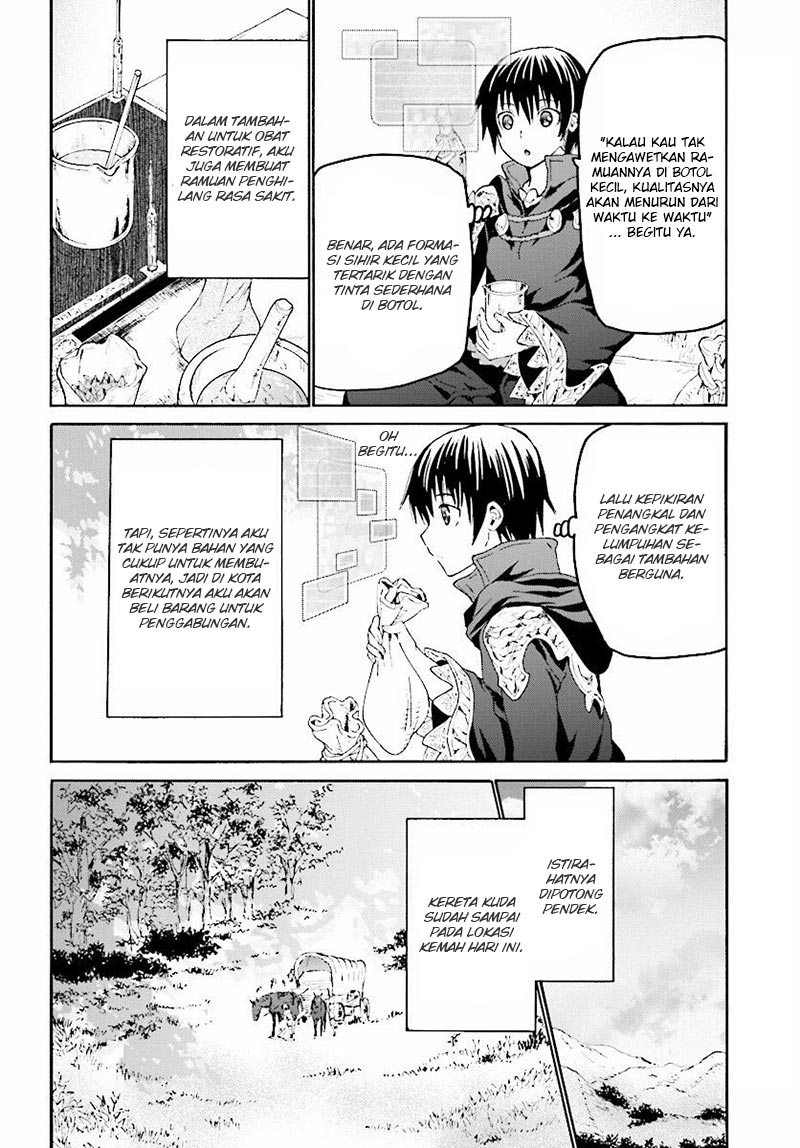 "KALAU KAU TAK
MENGAWETKAN RA-
MUANNYA DI BOTOL
KECIL, KUALITASNYA
AKAN MENURUN DARI
WAKTU KE WAKTU"
... BEGITU YA.
BENAR, ADA FORMA-
SI SIHIR KECIL YANG
TERTARIK DENGAN
TINTA SEDERHANA
DI BOTOL.
DALAM TAMBAH-
AN UNTUK OBAT
RESTORATIF, AKU
JUGA MEMBUAT
RAMUAN PENGHI-
LANG RASA SAKIT.
LALU KEPIKIRAN
PENANGKAL DAN
PENGANGKAT KE-
LUMPUHAN SE-
BAGAI TAMBAHAN
BERGUNA.
OH
BEGITU...
TAPI, SEPERTINYA AKU
TAK PUNYA BAHAN YANG
CUKUP UNTUK MEMBU-
ATNYA, JADI DI KOTA
BERIKUTNYA AKU AKAN
BELI BARANG UNTUK
PENGGABUNGAN.
ISTIRA-
HATNYA
DIPOTONG
PENDEK.
KERETA KUDA
SUDAH SAMPAI
PADA LOKASI
KEMAH HARI INI.